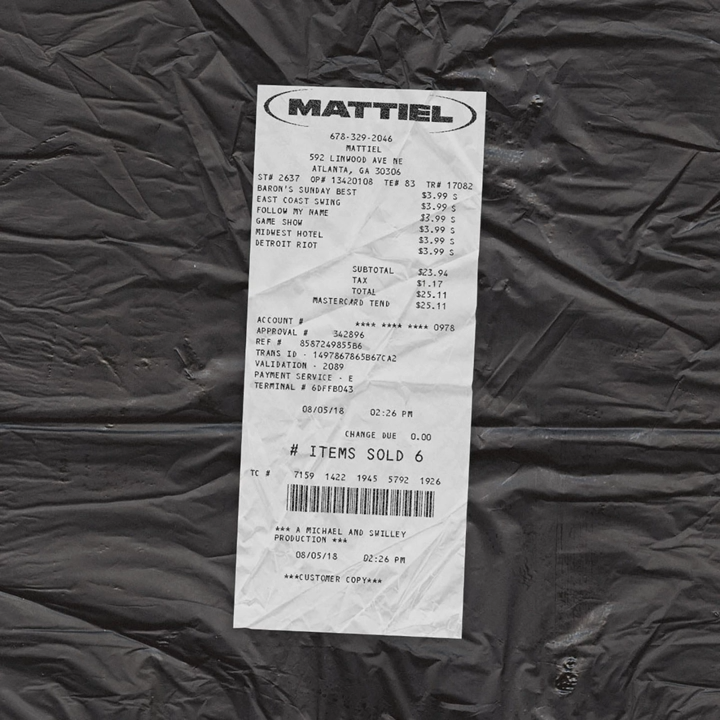 MATTIEL
678-329-2046
MATTIEL
592 LINWOOD AVE NE
ATLANTA, GA 30306
ST# 2637 OP# 13420108 TE# 83 TR# 17082
BARON'S SUNDAY BEST $3.99 S
EAST COAST SWING $3.99 S
FOLLOW MY NAME $3.99 S
GAME SHOW $3.99 S
MIDWEST HOTEL $3.99 S
DETROIT RIOT $3.99 S
SUBTOTAL $23.94
TAX $1.17
TOTAL $25.11
MASTERCARD TEND $25.11
ACCOUNT # **** **** **** 0978
APPROVAL # 342896
REF # 8587249855B6
TRANS ID - 1497867865B67CA2
VALIDATION - 2089
PAYMENT SERVICE - E
TERMINAL # 6DFFBD43
08/05/18 02:26 PM
CHANGE DUE 0.00
# ITEMS SOLD 6
TC # 7159 1422 1945 5792 1926
*** A MICHAEL AND SWILLEY
PRODUCTION ***
08/05/18 02:26 PM
***CUSTOMER COPY***